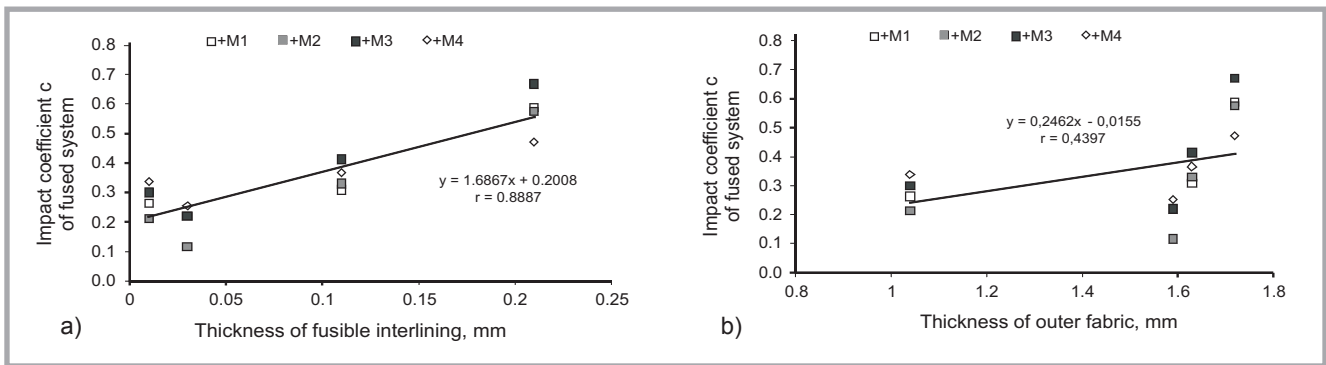 +M1 +M2 +M3 +M4
0.8
0.7
0.6
0.5
0.4
0.3
0.2
0.1
0.0
Impact coefficient c
of fused system
y = 1.6867x + 0.2008
r = 0.8887
0 0.05 0.1 0.15 0.2 0.25
a) Thickness of fusible interlining, mm
+M1 +M2 +M3 +M4
0.8
0.7
0.6
0.5
0.4
0.3
0.2
0.1
0.0
Impact coefficient c
of fused system
y = 0,2462x - 0,0155
r = 0,4397
0.8 1 1.2 1.4 1.6 1.8
b) Thickness of outer fabric, mm